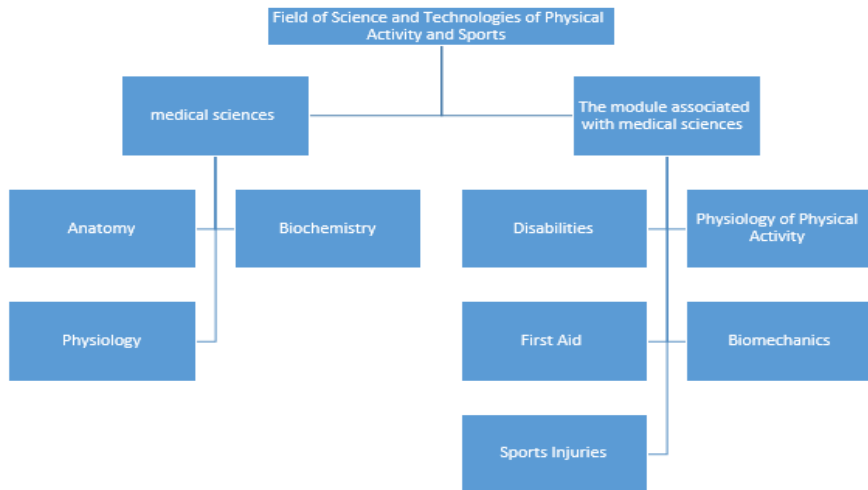 Field of Science and Technologies of Physical
Activity and Sports
medical sciences
The module associated
with medical sciences
Anatomy
Biochemistry
Disabilities
Physiology of Physical
Activity
Physiology
First Aid
Biomechanics
Sports Injuries